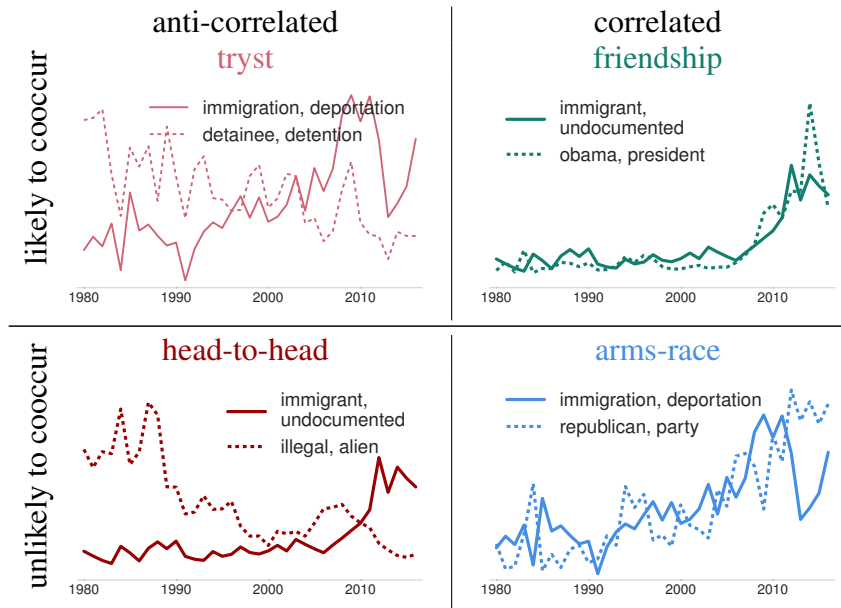 anti-correlated
correlated
likely to cooccur
tryst
immigration, deportation
detainee, detention
1980 1990 2000 2010
friendship
immigrant,
undocumented
obama, president
1980 1990 2000 2010
unlikely to cooccur
head-to-head
immigrant,
undocumented
illegal, alien
1980 1990 2000 2010
arms-race
immigration, deportation
republican, party
1980 1990 2000 2010